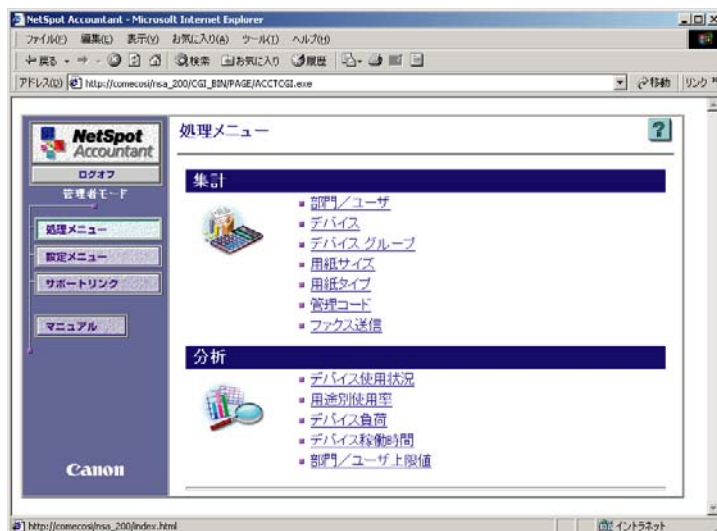 NetSpot Accountant - Microsoft Internet Explorer
ファイル(F) 編集(E) 表示(V) お気に入り(A) ツール(T) ヘルプ(H)
戻る 検索 お気に入り 履歴
アドレス(D) http://comecosi/nsa_200/CGI_BIN/PAGE/ACCTCGI.exe 移動 リンク »
NetSpot
Accountant
ログオフ
管理者モード
処理メニュー
設定メニュー
サポートリンク
マニュアル
Canon
処理メニュー
?
集計
部門/ユーザ
デバイス
デバイス グループ
用紙サイズ
用紙タイプ
管理コード
ファクス送信
分析
デバイス使用状況
用途別使用率
デバイス負荷
デバイス稼働時間
部門/ユーザ上限値
http://comecosi/nsa_200/index.html イントラネット